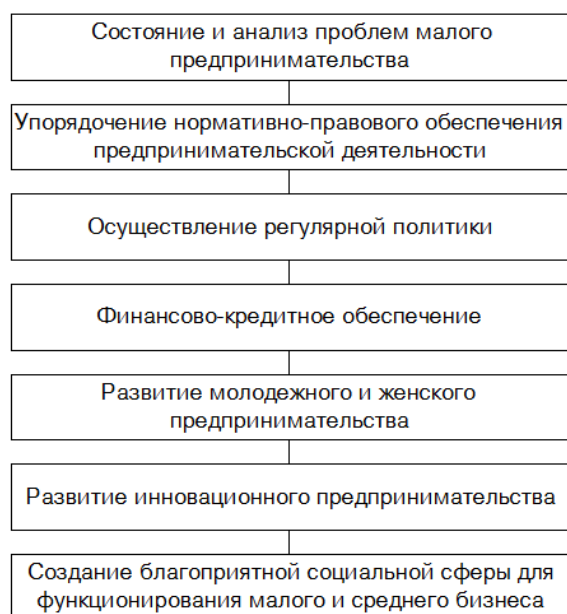 Состояние и анализ проблем малого
предпринимательства
Упорядочение нормативно-правового обеспечения
предпринимательской деятельности
Осуществление регулярной политики
Финансово-кредитное обеспечение
Развитие молодежного и женского
предпринимательства
Развитие инновационного предпринимательства
Создание благоприятной социальной сферы для
функционирования малого и среднего бизнеса